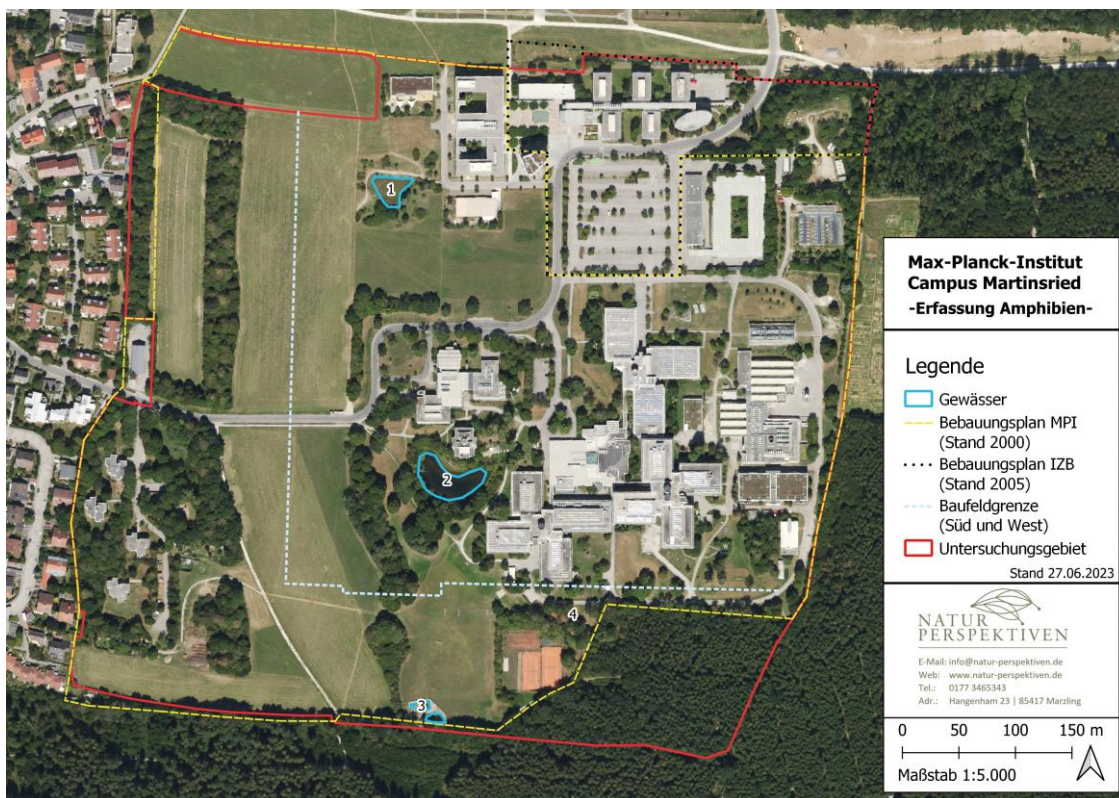 1
2
3
4
Max-Planck-Institut
Campus Martinsried
-Erfassung Amphibien-
Legende
Gewässer
Bebauungsplan MPI
(Stand 2000)
Bebauungsplan IZB
(Stand 2005)
Baufeldgrenze
(Süd und West)
Untersuchungsgebiet
Stand 27.06.2023
NATUR
PERSPEKTIVEN
E-Mail: info@natur-perspektiven.de
Web: www.natur-perspektiven.de
Tel.: 0177 3465343
Adr.: Hangenham 23 | 85417 Marzling
0 50 100 150 m
Maßstab 1:5.000